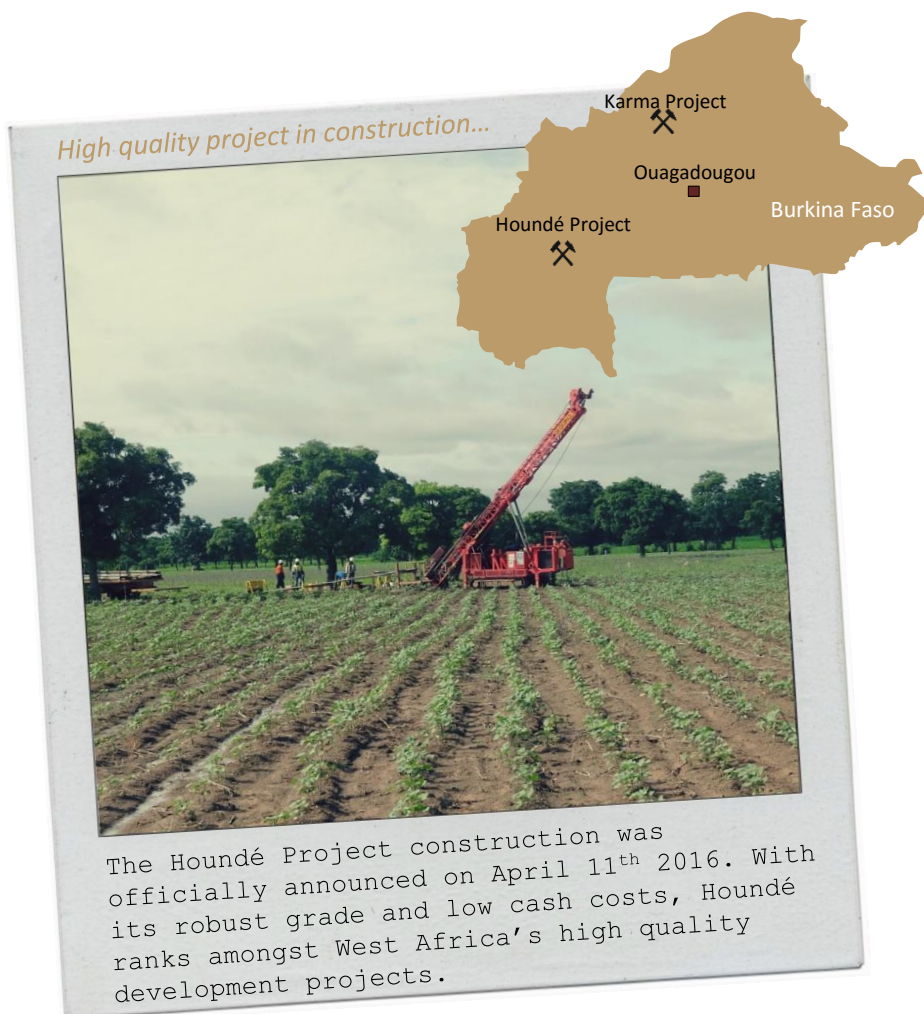 High quality project in construction…
Karma Project
Ouagadougou
Burkina Faso
Houndé Project
The Houndé Project construction was
officially announced on April 11th 2016. With
its robust grade and low cash costs, Houndé
ranks amongst West Africa’s high quality
development projects.